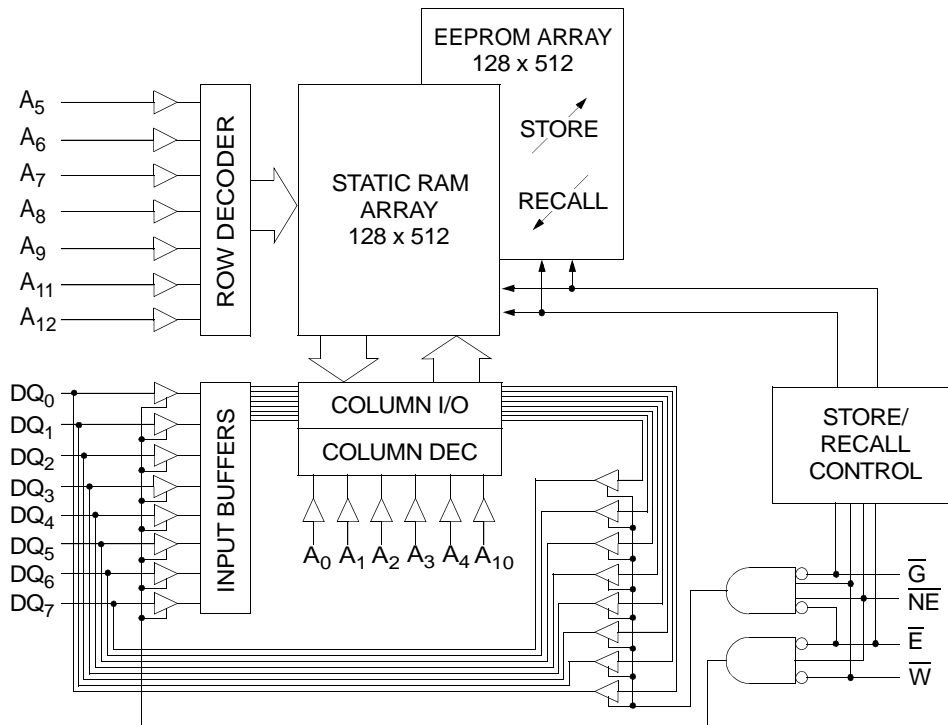 EEPROM ARRAY
128 x 512
STORE
RECALL
A5
A6
A7
A8
A9
A11
A12
ROW DECODER
STATIC RAM
ARRAY
128 x 512
DQ0
DQ1
DQ2
DQ3
DQ4
DQ5
DQ6
DQ7
INPUT BUFFERS
COLUMN I/O
COLUMN DEC
A0 A1 A2 A3 A4 A10
STORE/
RECALL
CONTROL
G̅
N̅E̅
E̅
W̅